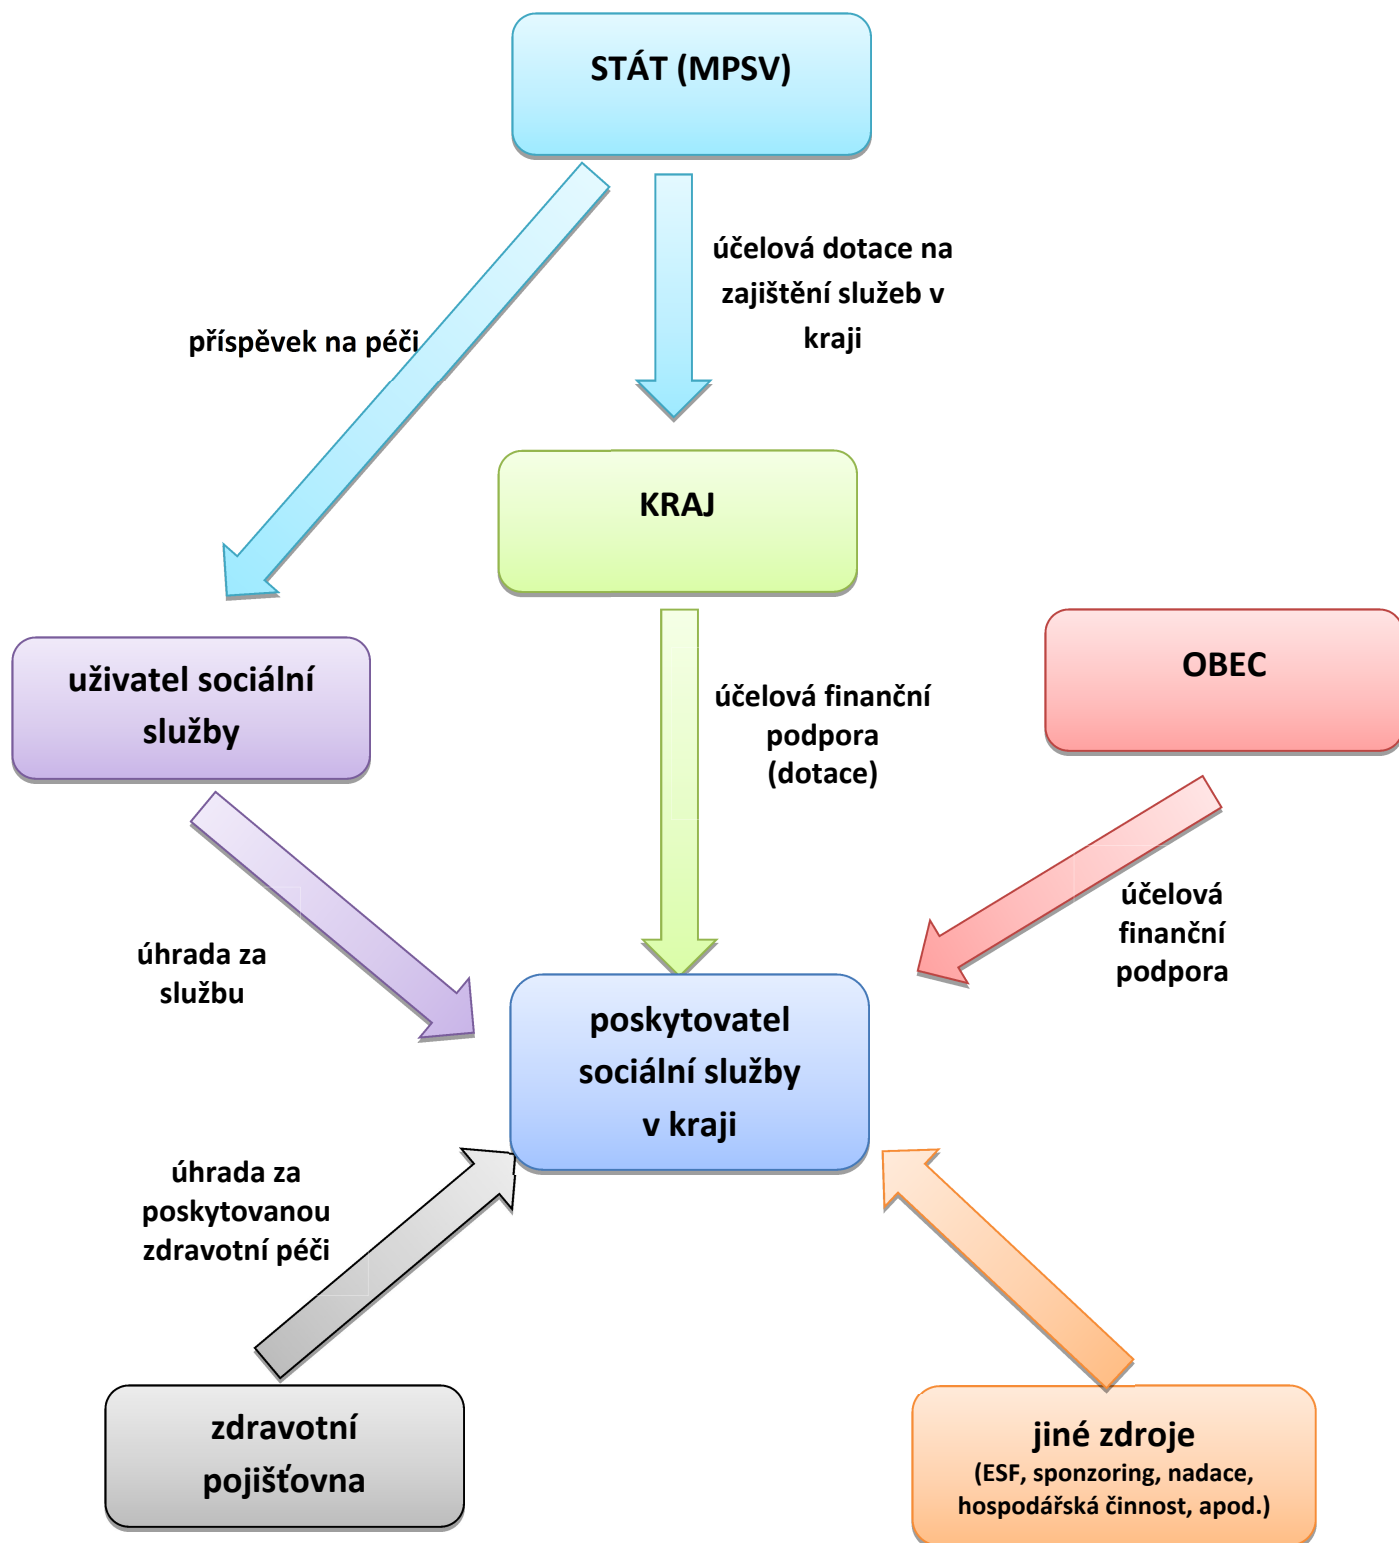 STÁT (MPSV)
účelová dotace na
zajištění služeb v
kraji
příspěvek na péči
KRAJ
uživatel sociální
služby
OBEC
účelová finanční
podpora
(dotace)
úhrada za
službu
účelová
finanční
podpora
poskytovatel
sociální služby
v kraji
úhrada za
poskytovanou
zdravotní péči
zdravotní
pojišťovna
jiné zdroje
(ESF, sponzoring, nadace,
hospodářská činnost, apod.)